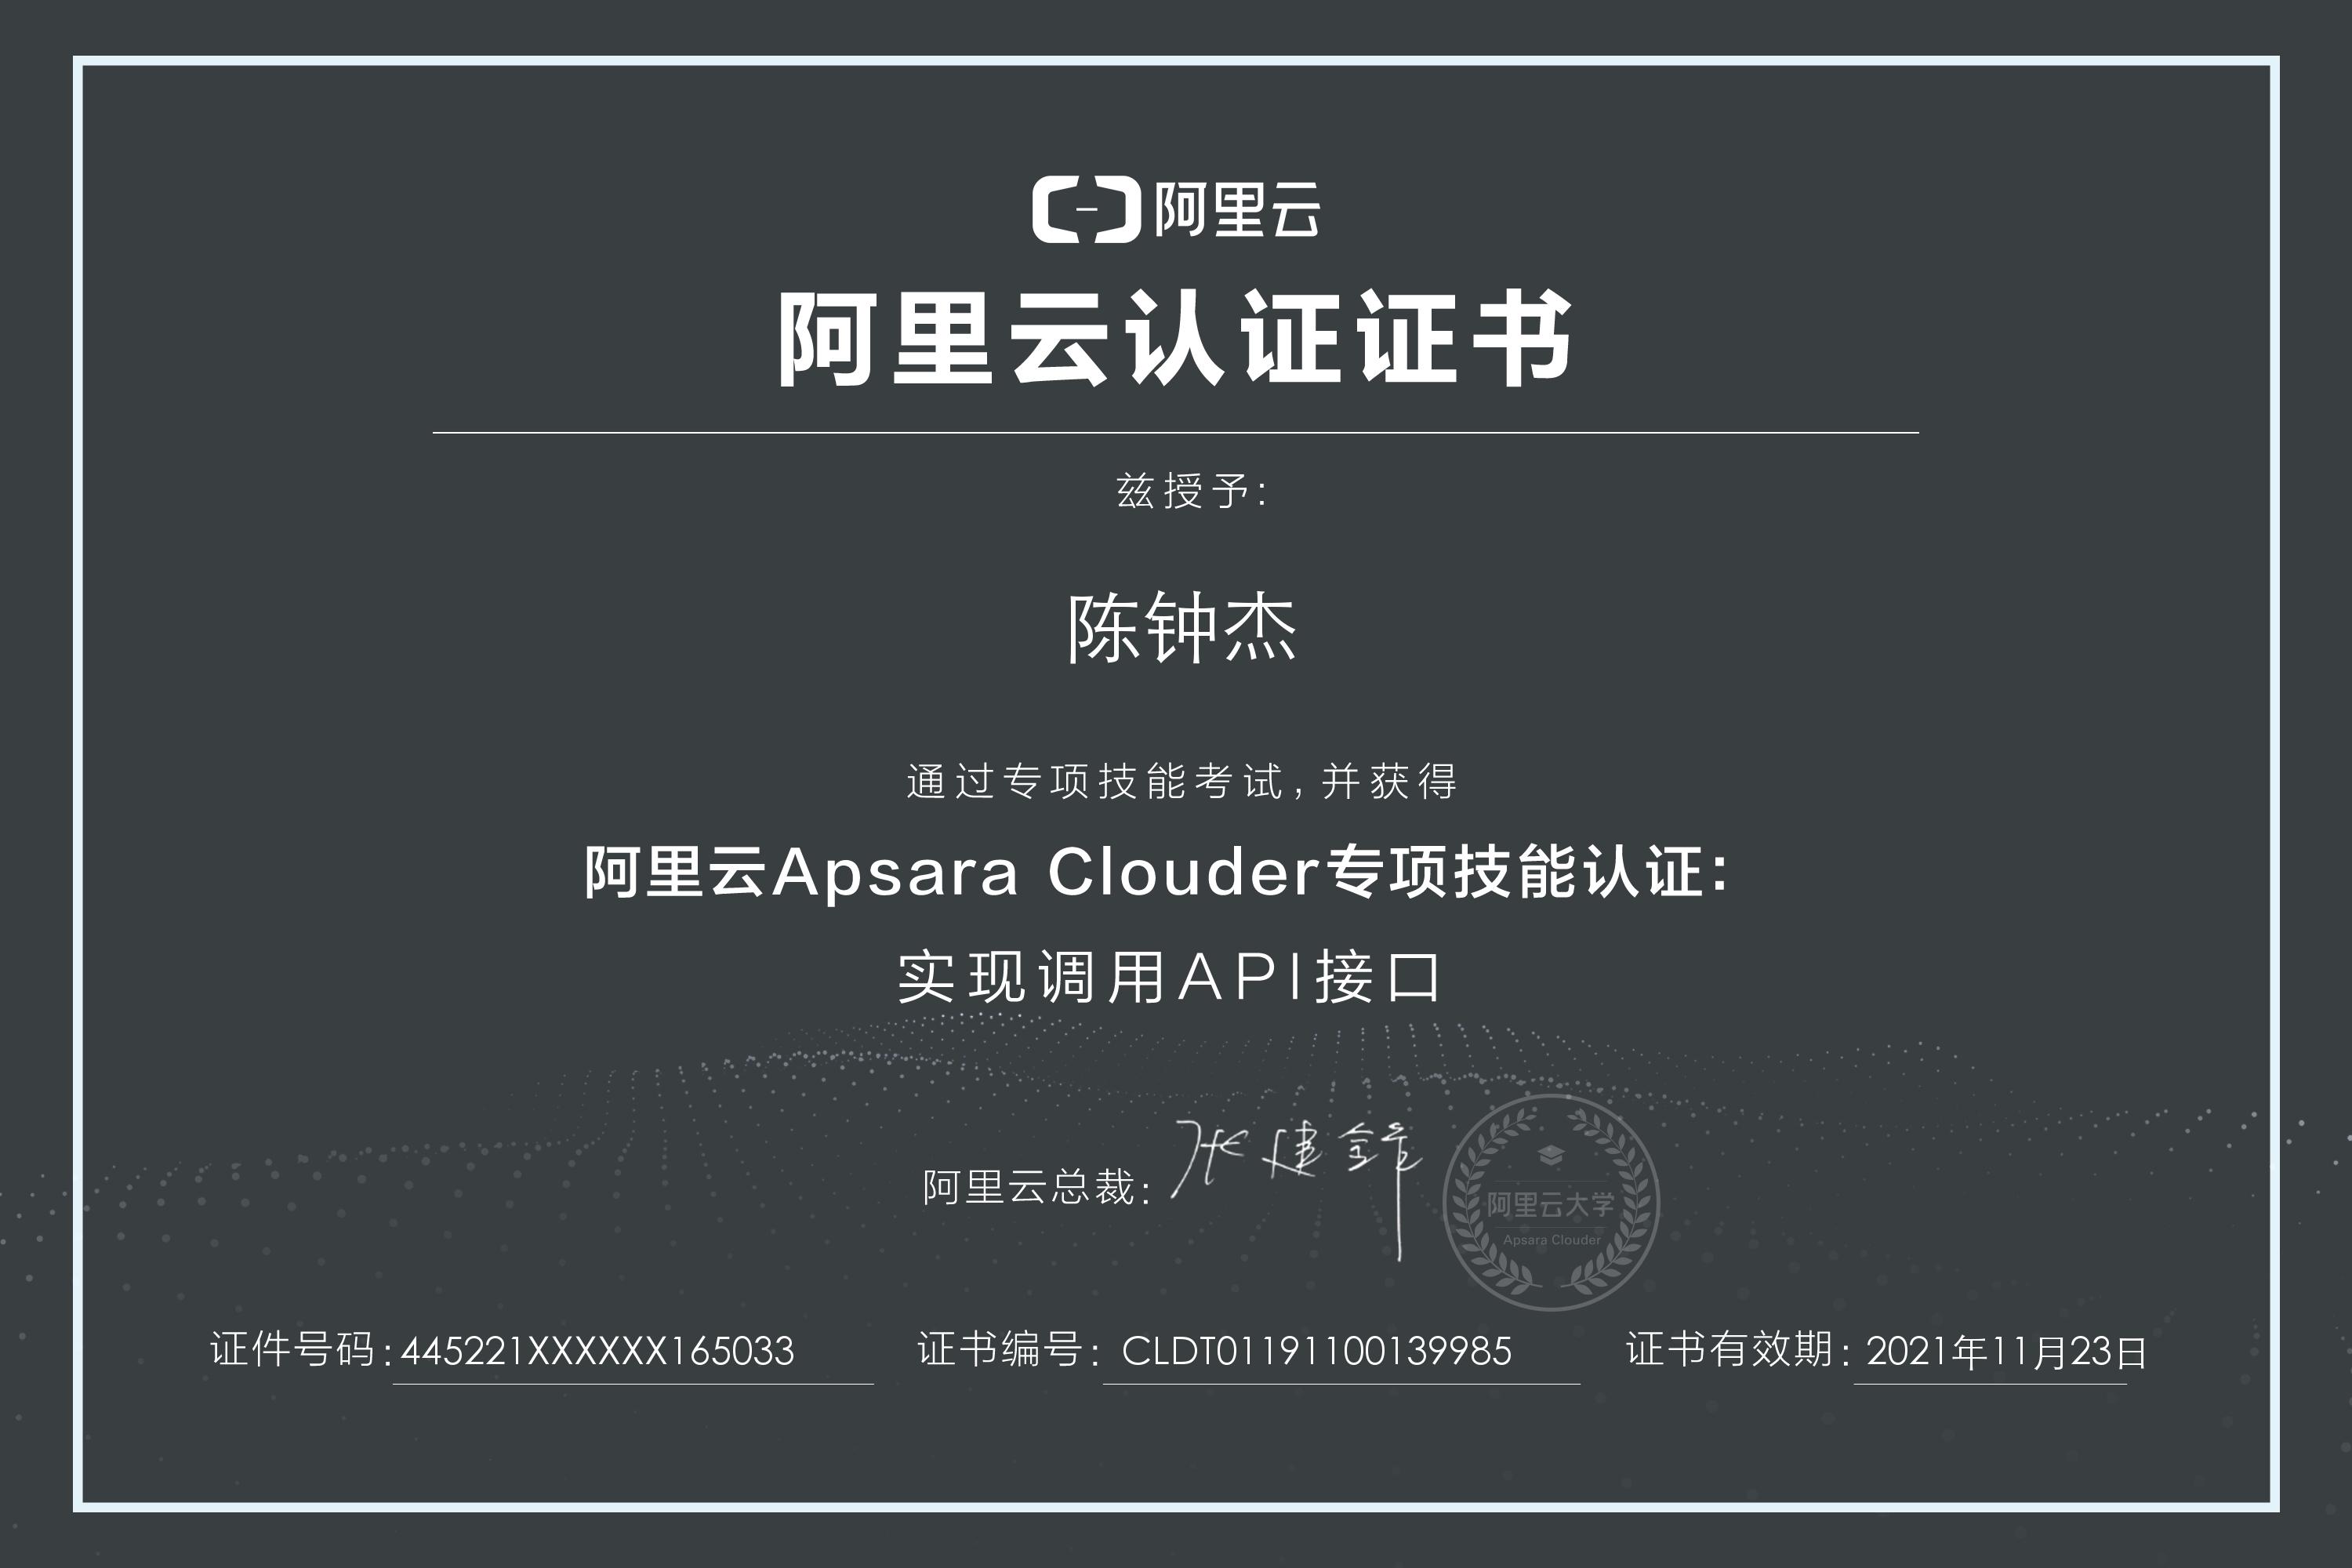 阿里云
阿里云认证证书
兹授予:
陈钟杰
通过专项技能考试, 并获得
阿里云Apsara Clouder专项技能认证:
实现调用API接口
阿里云总裁: 张建锋
阿里云大学
Apsara Clouder
证件号码: 445221XXXXXX165033
证书编号: CLDT01191100139985
证书有效期: 2021年11月23日